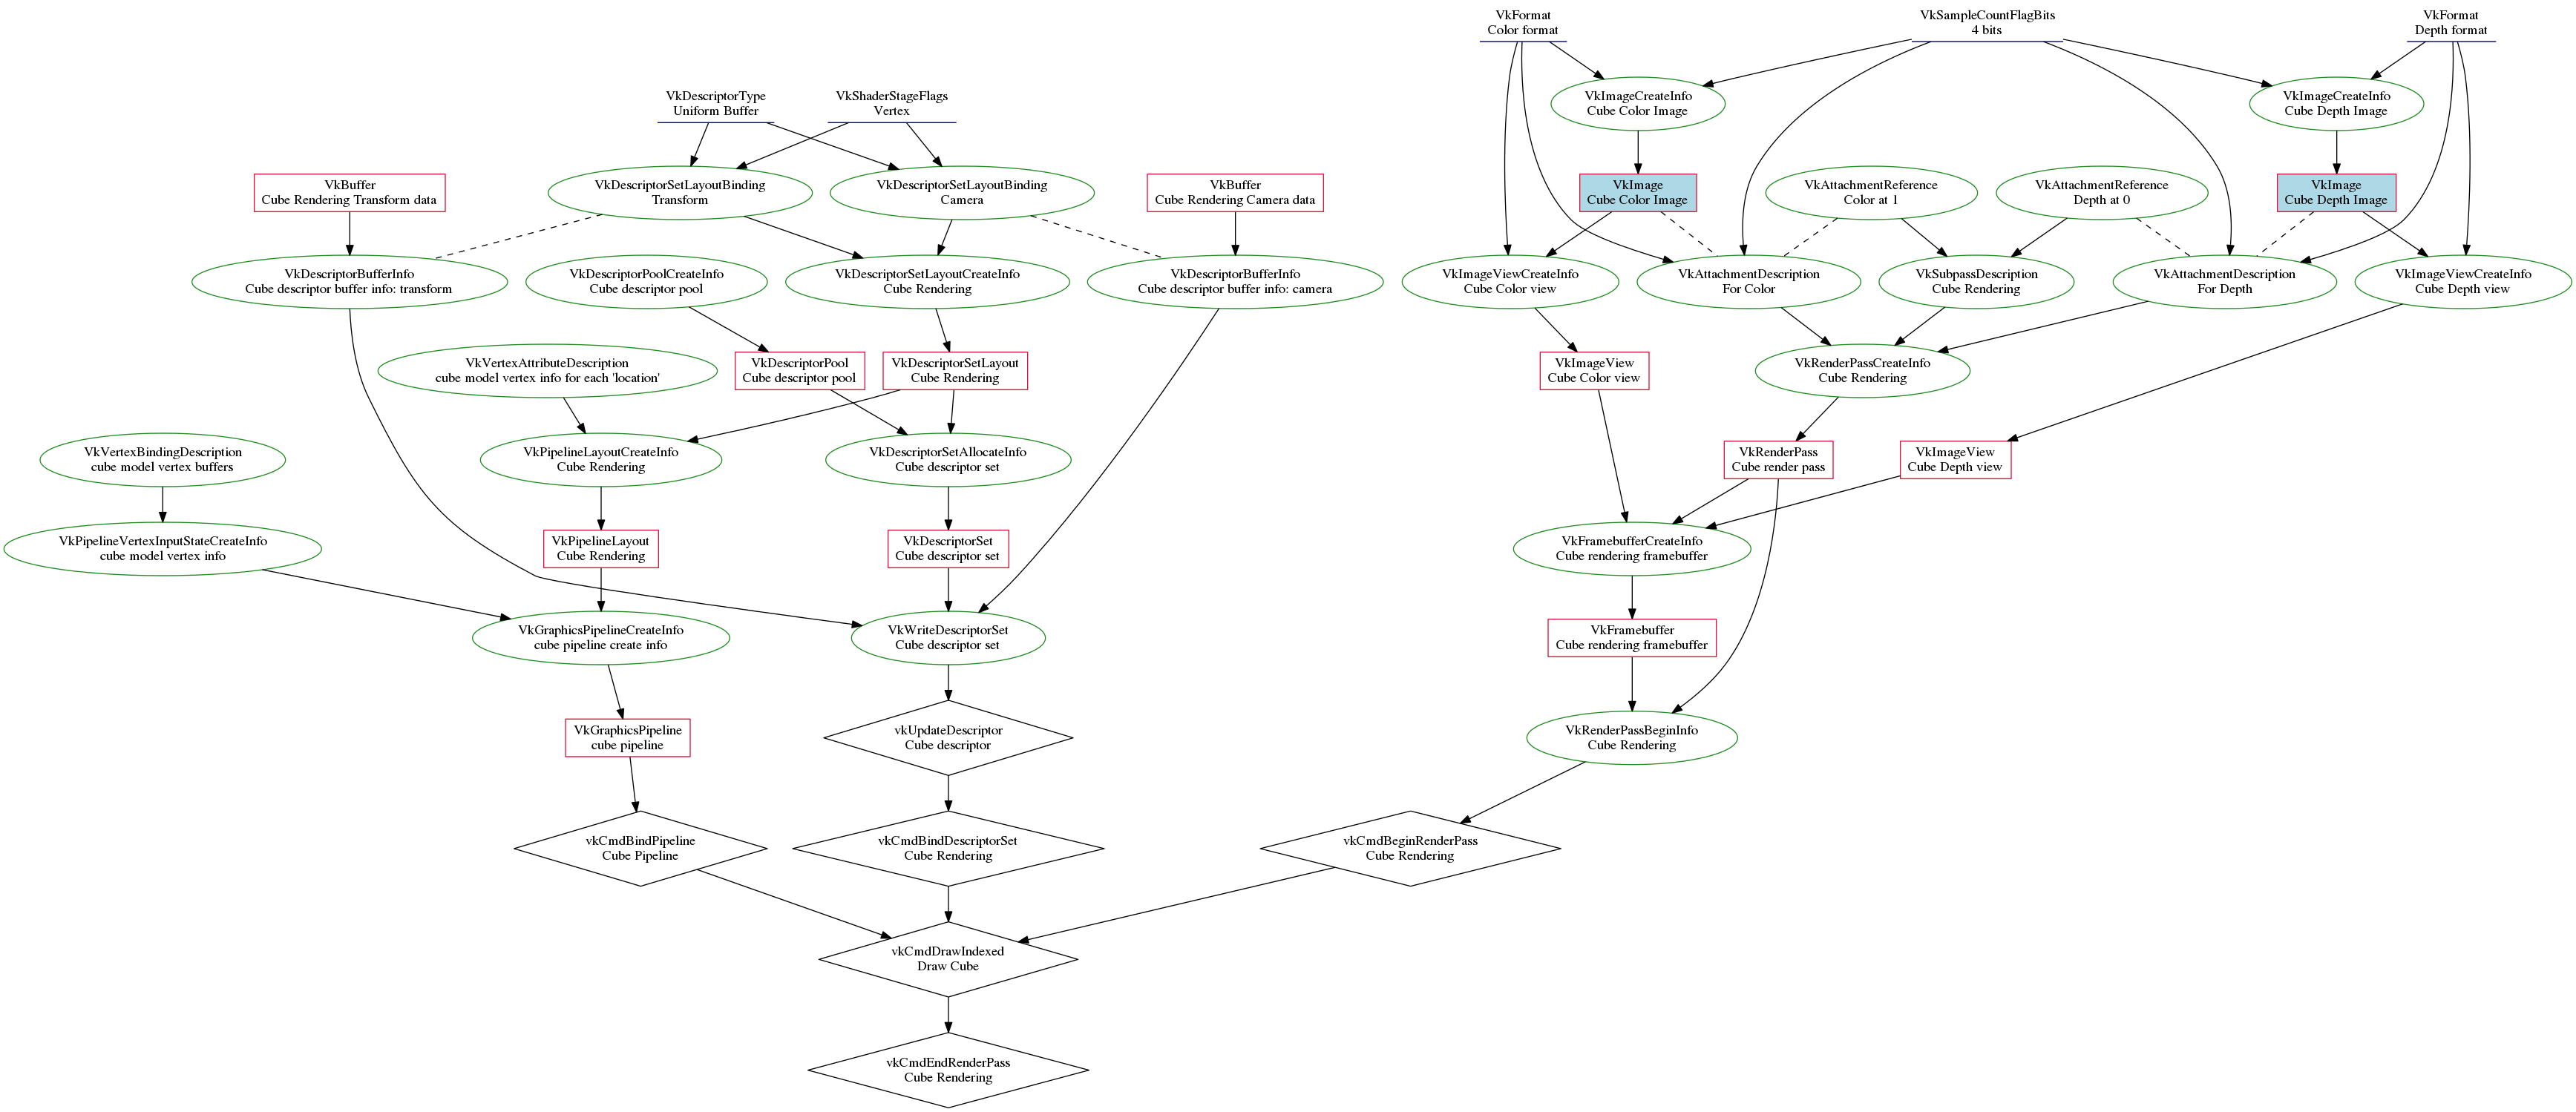 VkFormat
Color format
VkSampleCountFlagBits
4 bits
VkFormat
Depth format
VkDescriptorType
Uniform Buffer
VkShaderStageFlags
Vertex
VkImageCreateInfo
Cube Color Image
VkImageCreateInfo
Cube Depth Image
VkBuffer
Cube Rendering Transform data
VkDescriptorSetLayoutBinding
Transform
VkDescriptorSetLayoutBinding
Camera
VkBuffer
Cube Rendering Camera data
VkImage
Cube Color Image
VkAttachmentReference
Color at 1
VkAttachmentReference
Depth at 0
VkImage
Cube Depth Image
VkDescriptorBufferInfo
Cube descriptor buffer info: transform
VkDescriptorPoolCreateInfo
Cube descriptor pool
VkDescriptorSetLayoutCreateInfo
Cube Rendering
VkDescriptorBufferInfo
Cube descriptor buffer info: camera
VkImageViewCreateInfo
Cube Color view
VkAttachmentDescription
For Color
VkSubpassDescription
Cube Rendering
VkAttachmentDescription
For Depth
VkImageViewCreateInfo
Cube Depth view
VkVertexAttributeDescription
cube model vertex info for each 'location'
VkDescriptorPool
Cube descriptor pool
VkDescriptorSetLayout
Cube Rendering
VkImageView
Cube Color view
VkRenderPassCreateInfo
Cube Rendering
VkVertexBindingDescription
cube model vertex buffers
VkPipelineLayoutCreateInfo
Cube Rendering
VkDescriptorSetAllocateInfo
Cube descriptor set
VkRenderPass
Cube render pass
VkImageView
Cube Depth view
VkPipelineVertexInputStateCreateInfo
cube model vertex info
VkPipelineLayout
Cube Rendering
VkDescriptorSet
Cube descriptor set
VkFramebufferCreateInfo
Cube rendering framebuffer
VkGraphicsPipelineCreateInfo
cube pipeline create info
VkWriteDescriptorSet
Cube descriptor set
VkFramebuffer
Cube rendering framebuffer
VkGraphicsPipeline
cube pipeline
vkUpdateDescriptor
Cube descriptor
VkRenderPassBeginInfo
Cube Rendering
vkCmdBindPipeline
Cube Pipeline
vkCmdBindDescriptorSet
Cube Rendering
vkCmdBeginRenderPass
Cube Rendering
vkCmdDrawIndexed
Draw Cube
vkCmdEndRenderPass
Cube Rendering